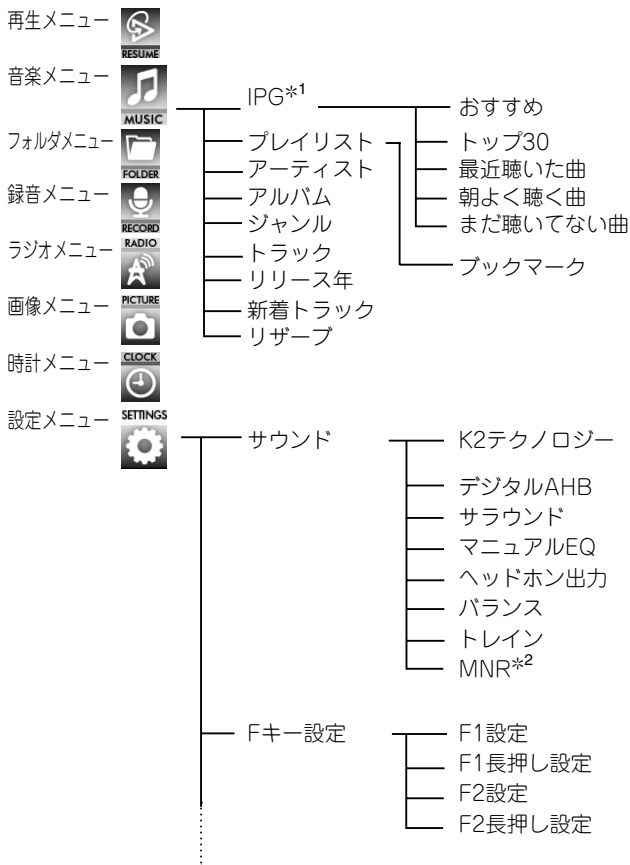 再生メニュー
RESUME
音楽メニュー
MUSIC
IPG*1
おすすめ
トップ30
最近聴いた曲
朝よく聴く曲
まだ聴いてない曲
プレイリスト
ブックマーク
アーティスト
アルバム
ジャンル
トラック
リリース年
新着トラック
リザーブ
フォルダメニュー
FOLDER
録音メニュー
RECORD
ラジオメニュー
RADIO
画像メニュー
PICTURE
時計メニュー
CLOCK
設定メニュー
SETTINGS
サウンド
K2テクノロジー
デジタルAHB
サラウンド
マニュアルEQ
ヘッドホン出力
バランス
トレイン
MNR*2
Fキー設定
F1設定
F1長押し設定
F2設定
F2長押し設定